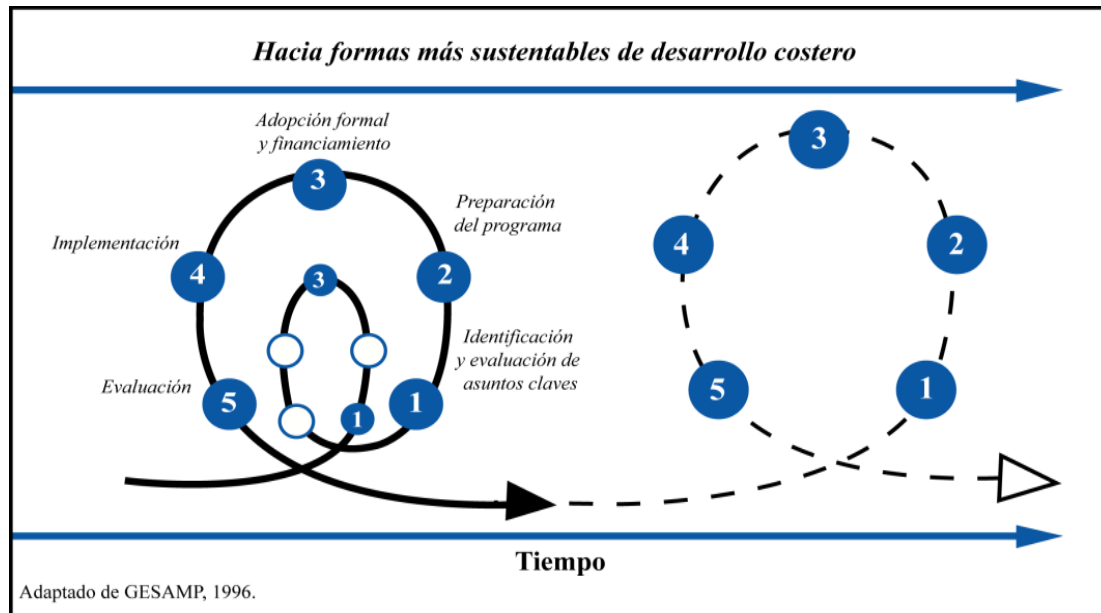 Hacia formas más sustentables de desarrollo costero
Adopción formal
y financiamiento
3
Preparación
del programa
Implementación
4
2
3
Identificación
y evaluación de
asuntos claves
Evaluación
5
1
1
3
4
2
5
1
Tiempo
Adaptado de GESAMP, 1996.